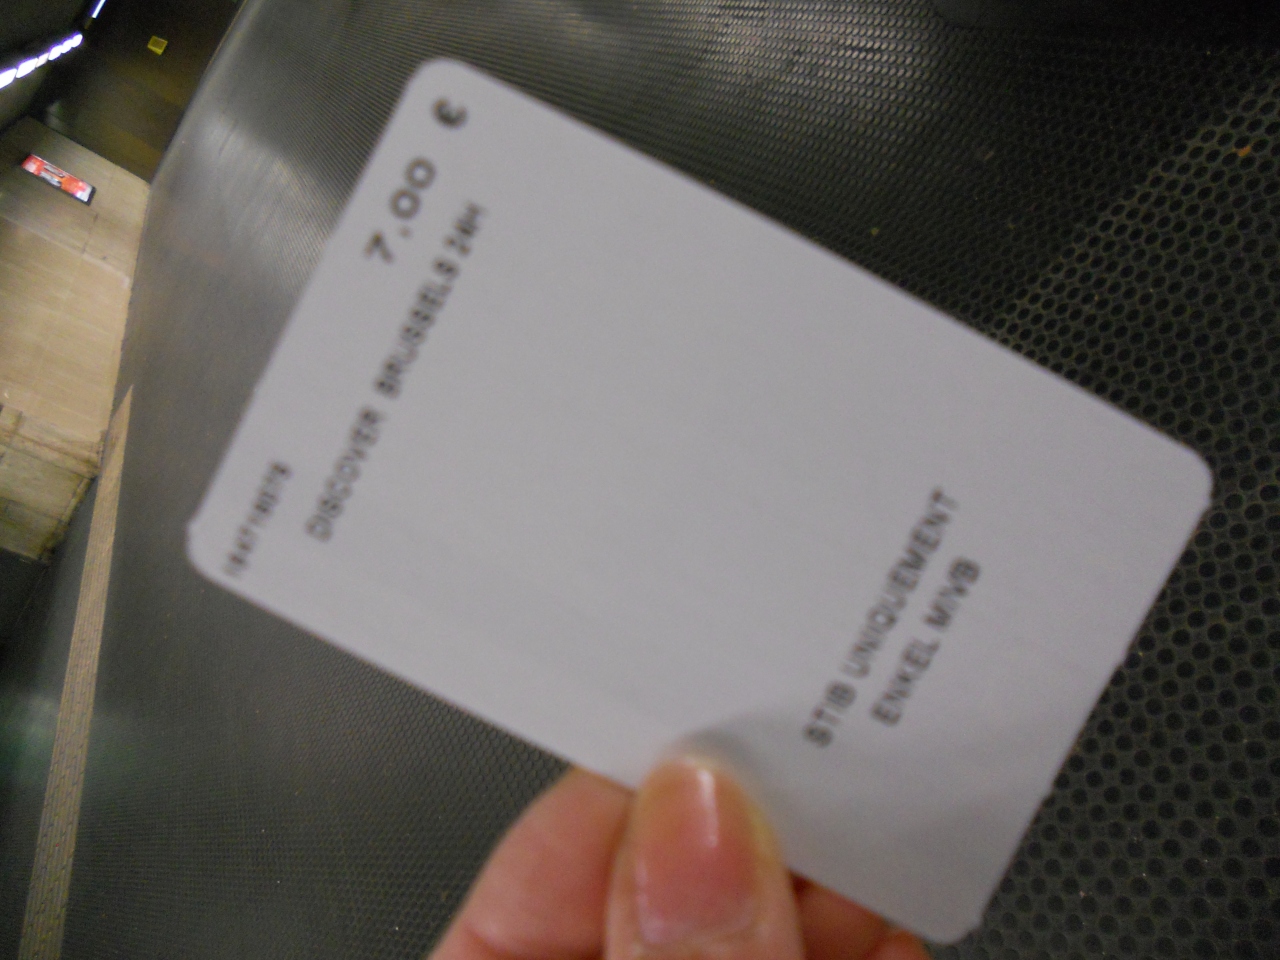 7.00 €
DISCOVER BRUSSELS 24H
STIB UNIQUEMENT
ENKEL MIVB